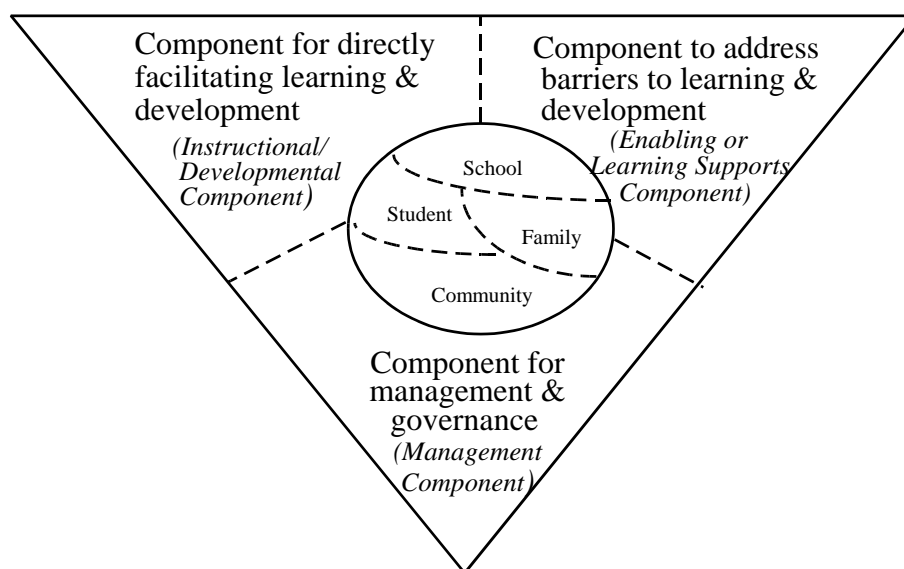 Component for directly
facilitating learning &
development
(Instructional/
Developmental
Component)
Component to address
barriers to learning &
development
(Enabling or
Learning Supports
Component)
School
Student
Family
Community
Component for
management &
governance
(Management
Component)